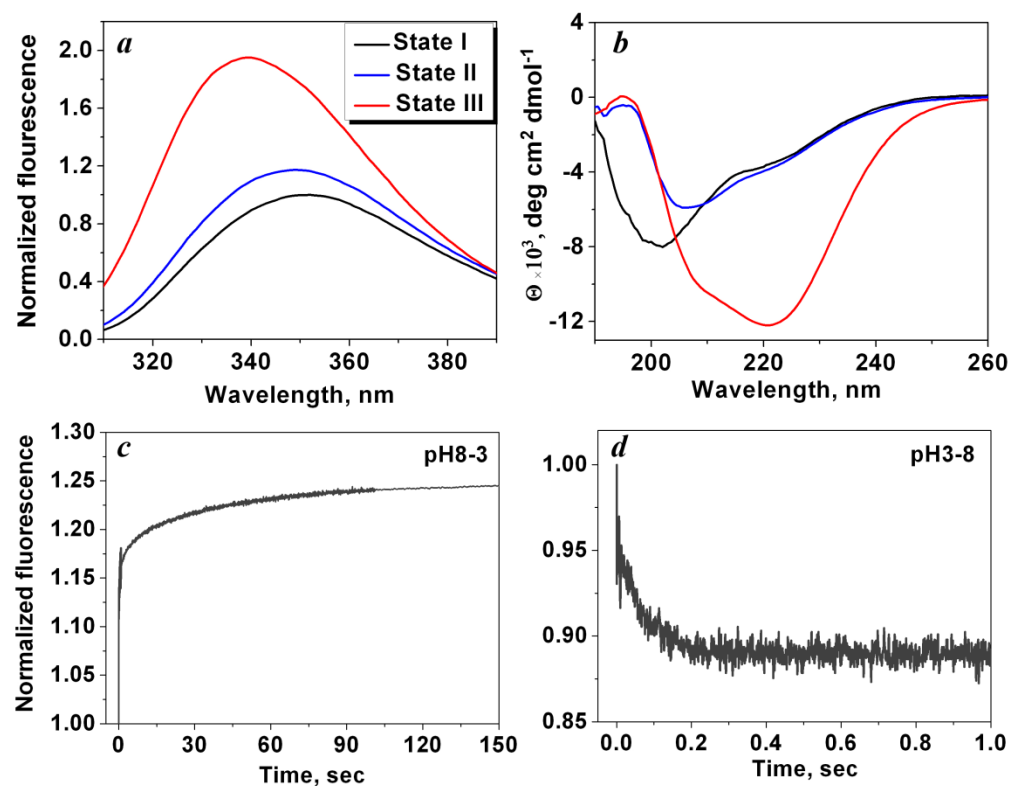 a
State I
State II
State III
Normalized flourescence
2.0
1.6
1.2
0.8
0.4
0.0
320
340
360
380
Wavelength, nm
b
Θ ×10³, deg cm² dmol⁻¹
4
0
-4
-8
-12
200
220
240
260
Wavelength, nm
c
pH8-3
Normalized fluorescence
1.30
1.25
1.20
1.15
1.10
1.05
1.00
0
30
60
90
120
150
Time, sec
d
pH3-8
1.00
0.95
0.90
0.85
0.0
0.2
0.4
0.6
0.8
1.0
Time, sec